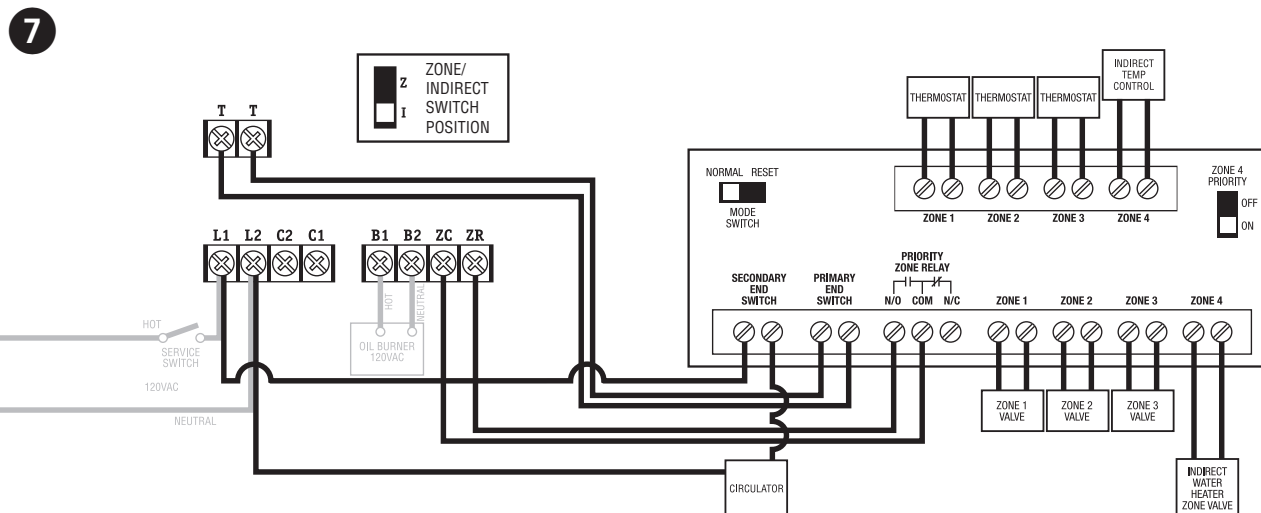 7
Z
I
ZONE/
INDIRECT
SWITCH
POSITION
T T
L1 L2 C2 C1
B1 B2 ZC ZR
HOT
SERVICE
SWITCH
120VAC
NEUTRAL
HOT
NEUTRAL
OIL BURNER
120VAC
THERMOSTAT
THERMOSTAT
THERMOSTAT
INDIRECT
TEMP
CONTROL
NORMAL RESET
MODE
SWITCH
ZONE 1 ZONE 2 ZONE 3 ZONE 4
ZONE 4
PRIORITY
OFF
ON
SECONDARY
END
SWITCH
PRIMARY
END
SWITCH
PRIORITY
ZONE RELAY
N/O COM N/C
ZONE 1 ZONE 2 ZONE 3 ZONE 4
ZONE 1
VALVE
ZONE 2
VALVE
ZONE 3
VALVE
INDIRECT
WATER
HEATER
ZONE VALVE
CIRCULATOR